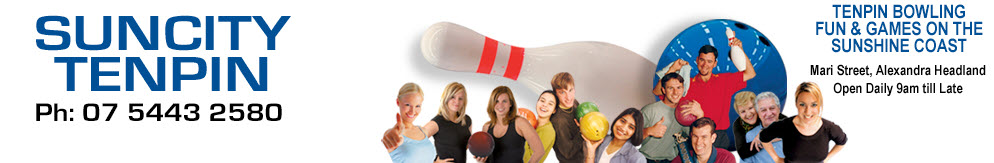 SUNCITY
TENPIN
Ph: 07 5443 2580
TENPIN BOWLING
FUN & GAMES ON THE
SUNSHINE COAST
Mari Street, Alexandra Headland
Open Daily 9am till Late